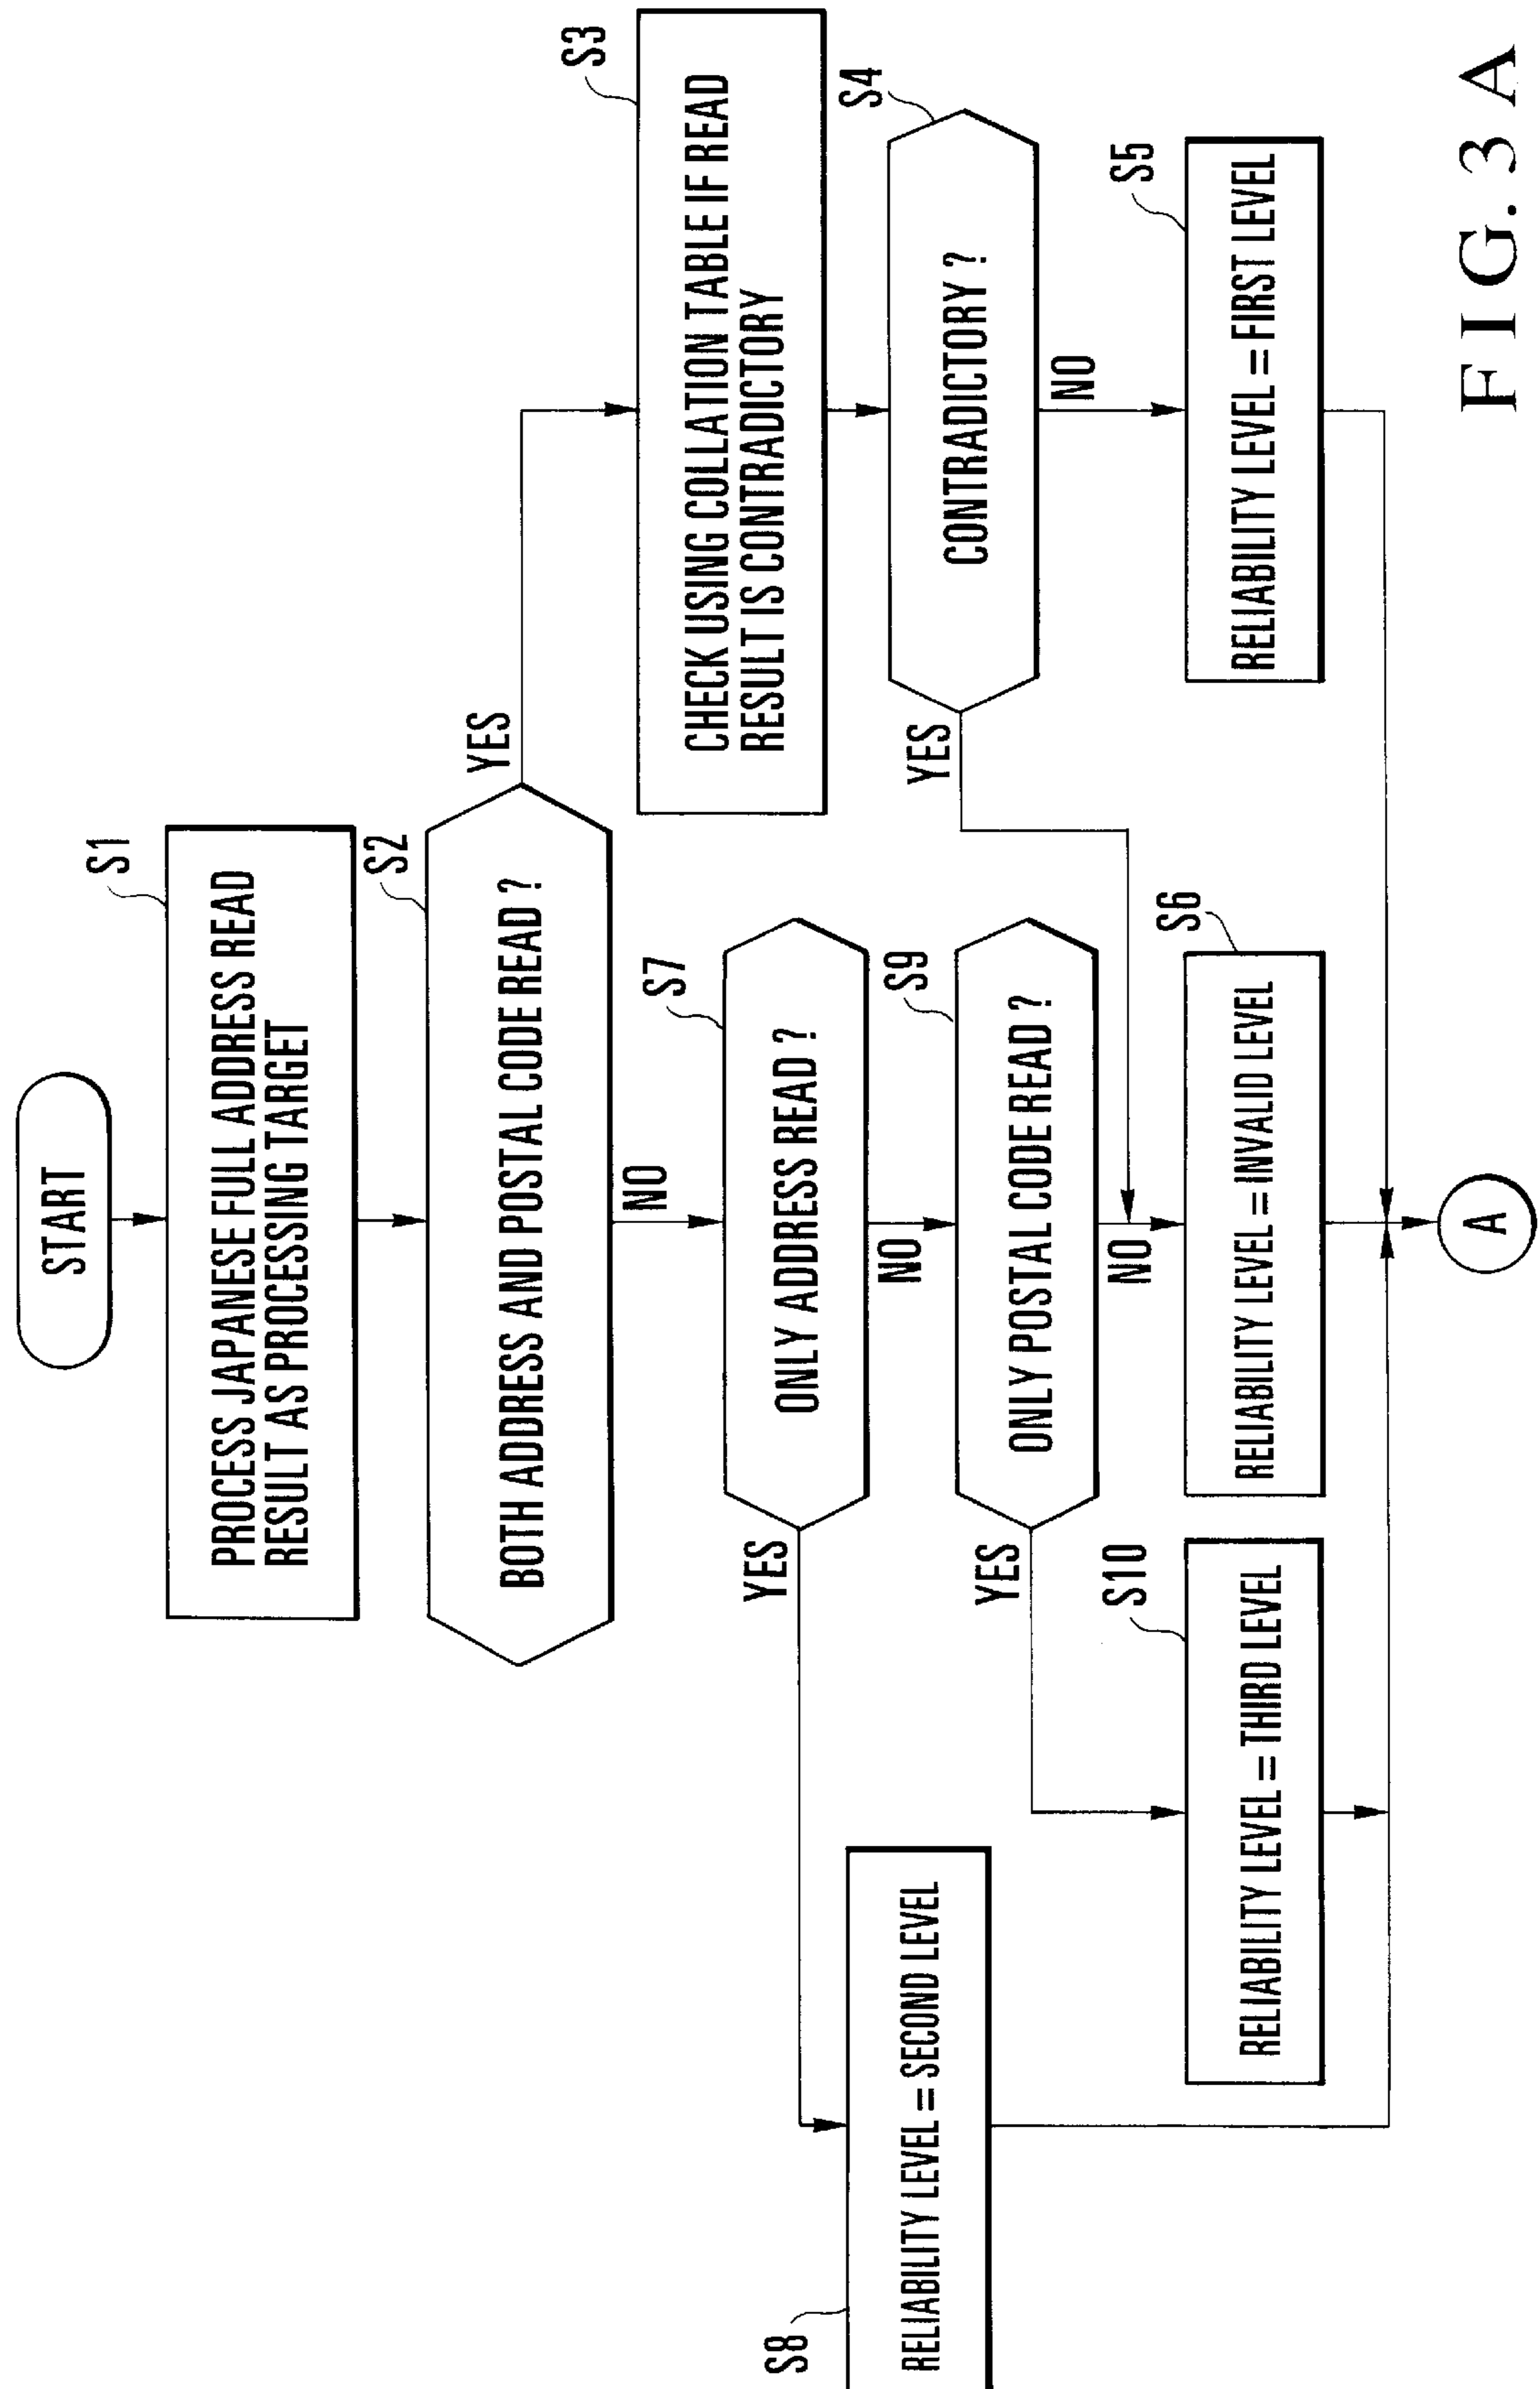 START
S1
PROCESS JAPANESE FULL ADDRESS READ
RESULT AS PROCESSING TARGET
S2
BOTH ADDRESS AND POSTAL CODE READ ?
YES
NO
S3
CHECK USING COLLATION TABLE IF READ
RESULT IS CONTRADICTORY
S7
ONLY ADDRESS READ ?
YES
NO
S4
CONTRADICTORY ?
YES
NO
S8
RELIABILITY LEVEL = SECOND LEVEL
S9
ONLY POSTAL CODE READ ?
YES
NO
S10
RELIABILITY LEVEL = THIRD LEVEL
S6
RELIABILITY LEVEL = INVALID LEVEL
S5
RELIABILITY LEVEL = FIRST LEVEL
A
FIG. 3 A